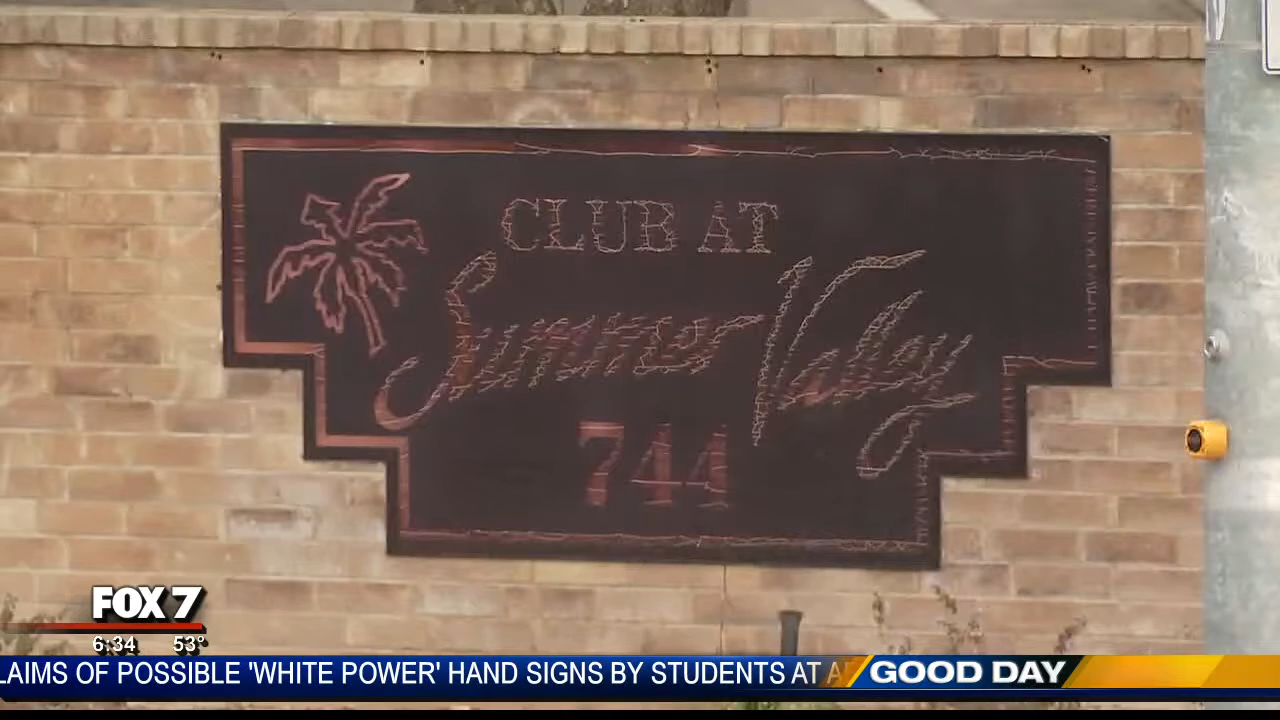 CLUB AT
Summer Valley
744
FOX 7
6:34 53°
LAIMS OF POSSIBLE 'WHITE POWER' HAND SIGNS BY STUDENTS AT A
GOOD DAY